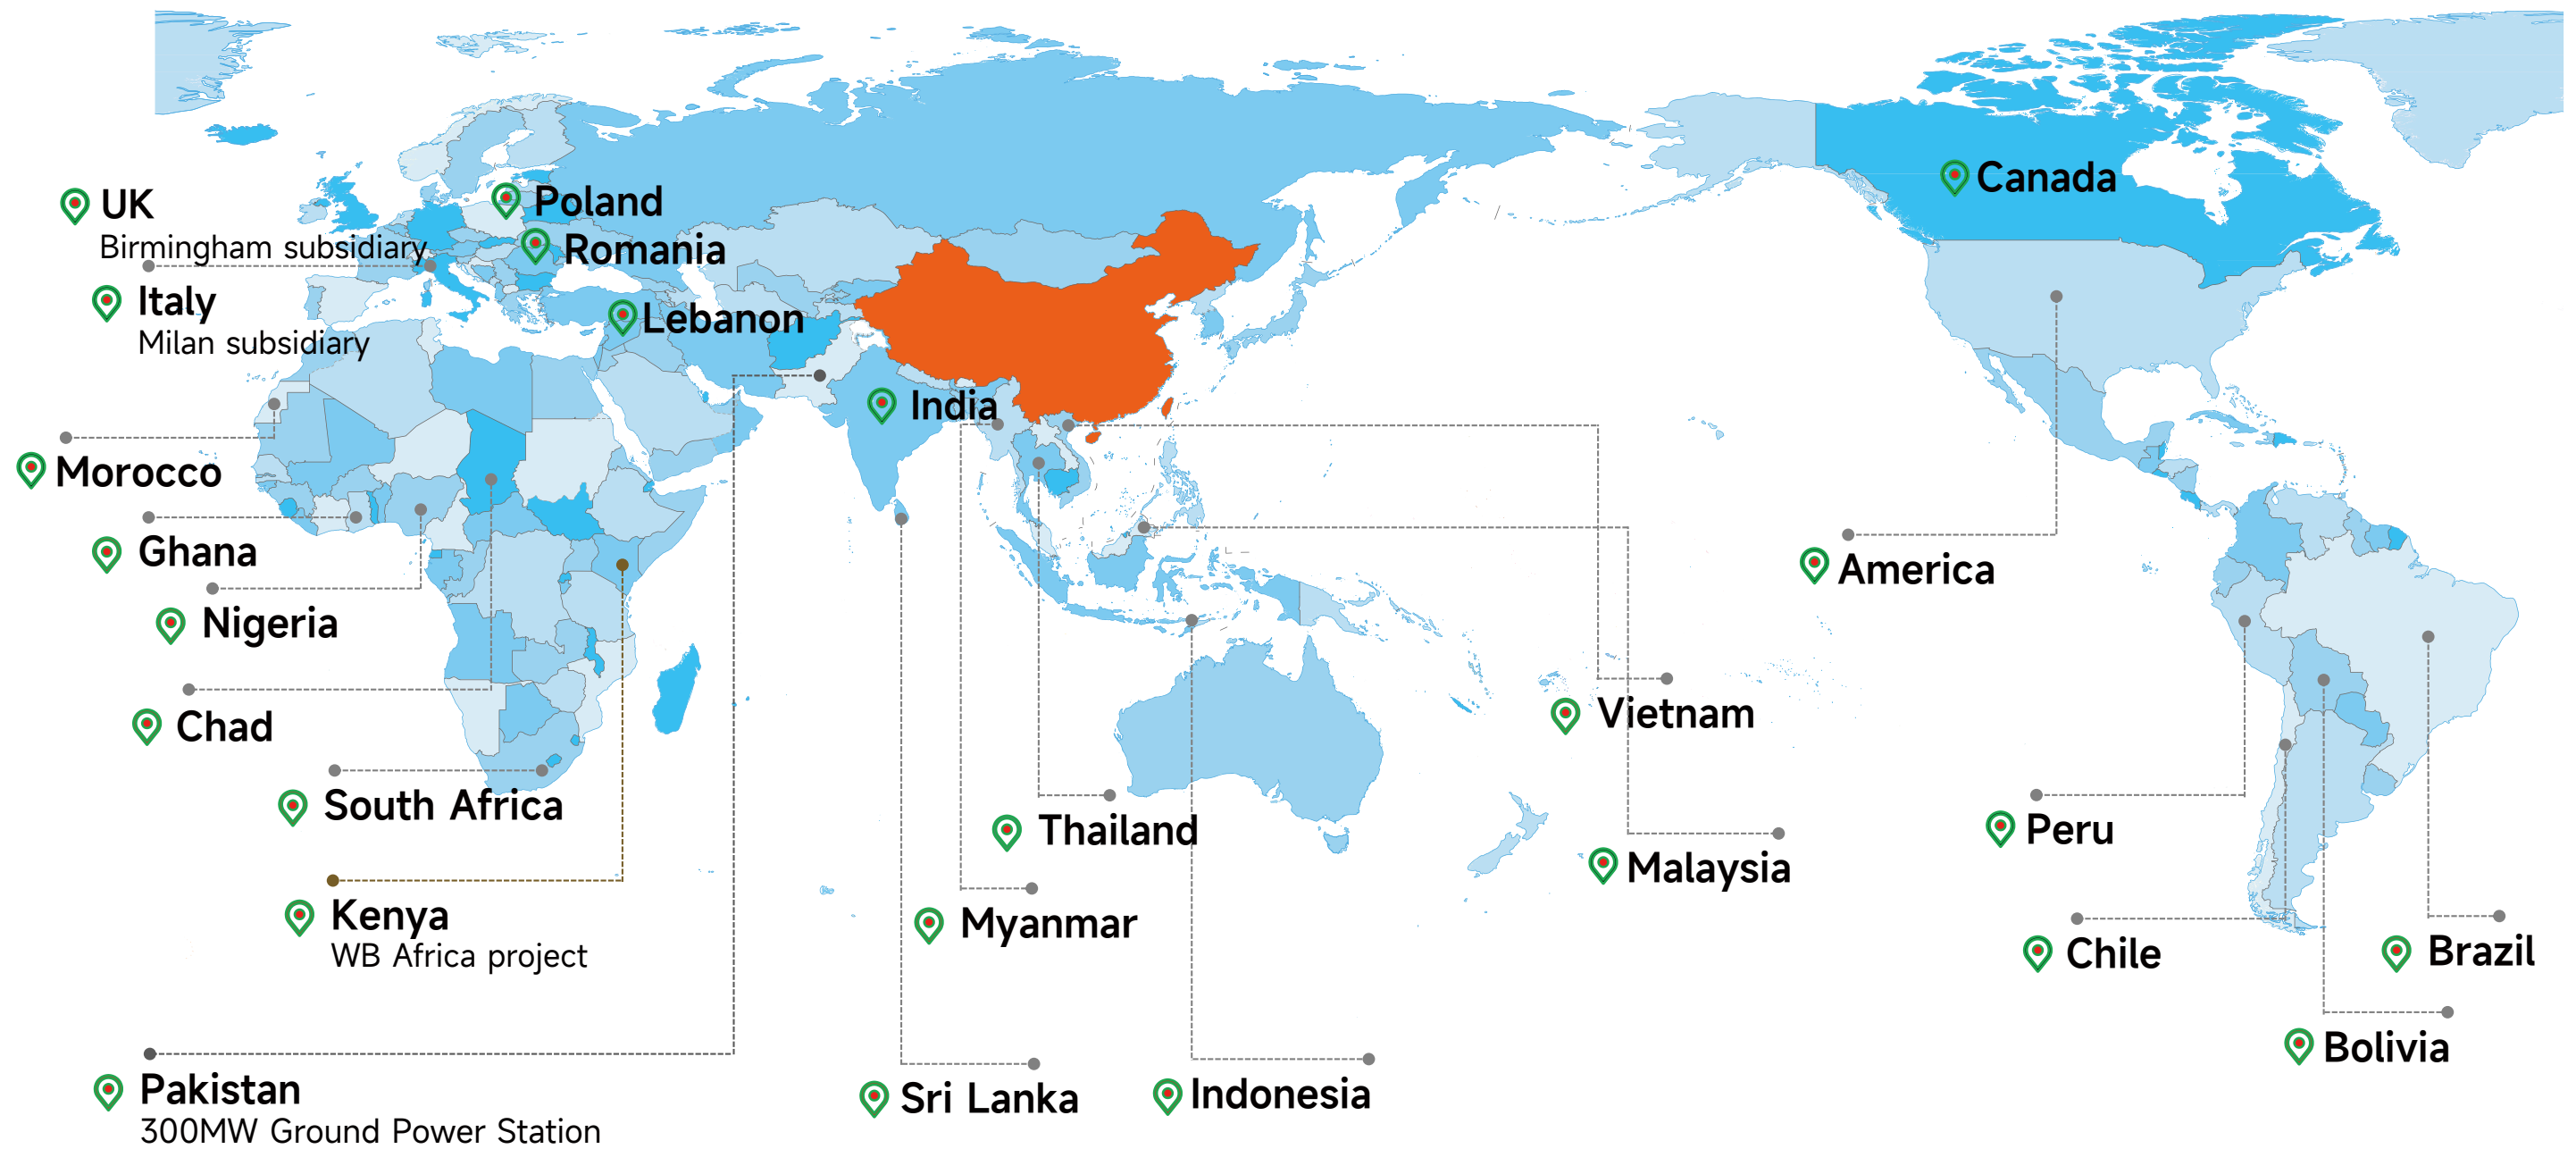 UK
Birmingham subsidiary
Italy
Milan subsidiary
Poland
Romania
Lebanon
India
Canada
Morocco
Ghana
Nigeria
Chad
South Africa
Kenya
WB Africa project
Pakistan
300MW Ground Power Station
Sri Lanka
Indonesia
Myanmar
Thailand
Vietnam
Malaysia
America
Peru
Chile
Brazil
Bolivia